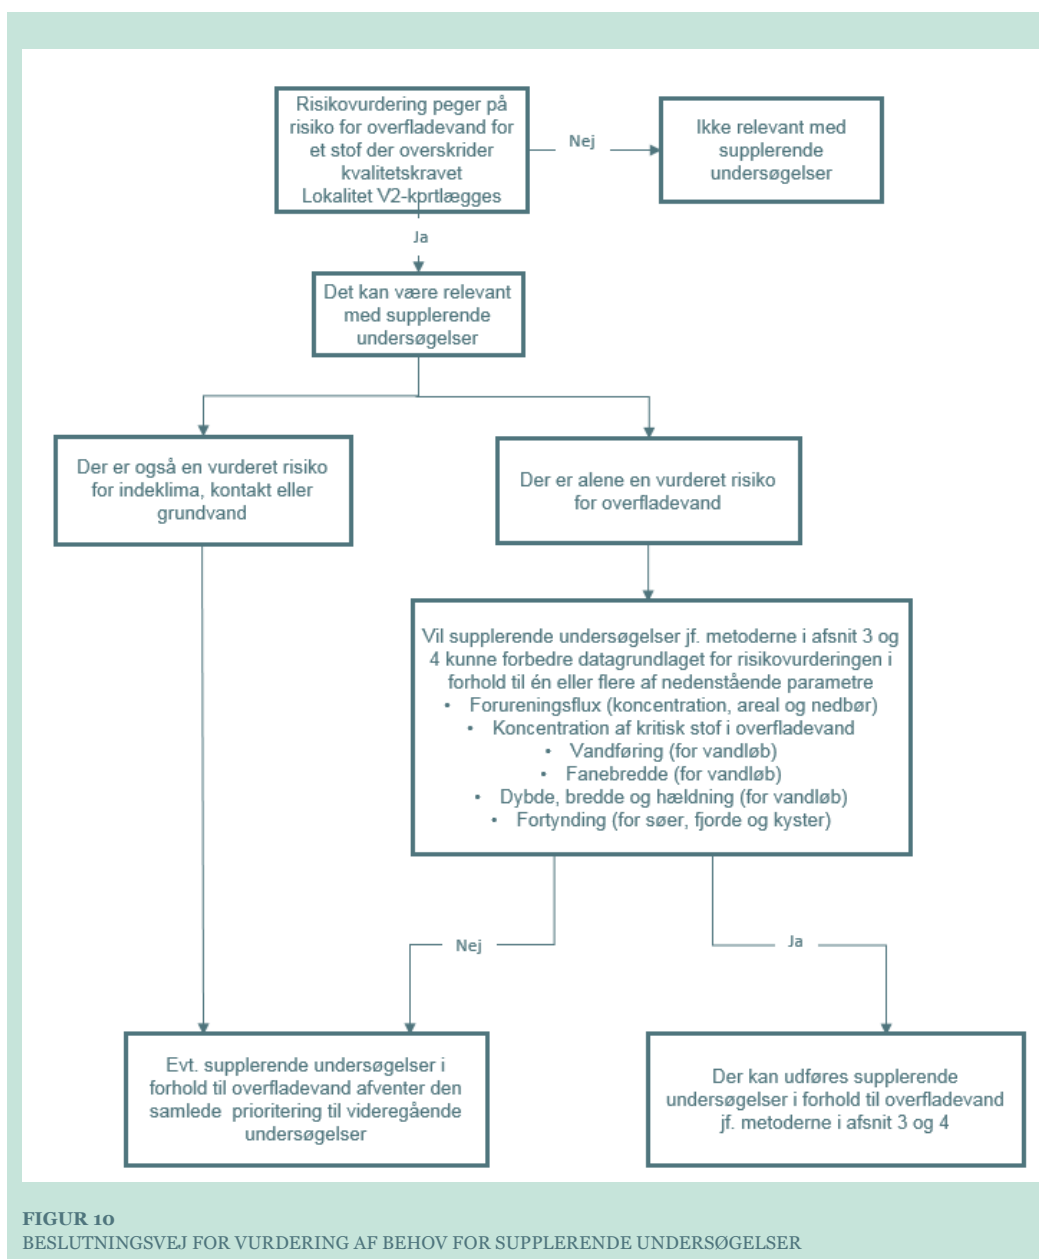 Risikovurdering peger på
risiko for overfladevand for
et stof der overskrider
kvalitetskravet
Lokalitet V2-kortlægges
Nej
Ikke relevant med
supplerende
undersøgelser
Ja
Det kan være relevant
med supplerende
undersøgelser
Der er også en vurderet risiko
for indeklima, kontakt eller
grundvand
Der er alene en vurderet risiko
for overfladevand
Vil supplerende undersøgelser jf. metoderne i afsnit 3 og
4 kunne forbedre datagrundlaget for risikovurderingen i
forhold til én eller flere af nedenstående parametre
• Forureningsflux (koncentration, areal og nedbør)
• Koncentration af kritisk stof i overfladevand
• Vandføring (for vandløb)
• Fanebredde (for vandløb)
• Dybde, bredde og hældning (for vandløb)
• Fortynding (for søer, fjorde og kyster)
Nej
Ja
Evt. supplerende undersøgelser i
forhold til overfladevand afventer den
samlede prioritering til videregående
undersøgelser
Der kan udføres supplerende
undersøgelser i forhold til overfladevand
jf. metoderne i afsnit 3 og 4
FIGUR 10
BESLUTNINGSVEJ FOR VURDERING AF BEHOV FOR SUPPLERENDE UNDERSØGELSER